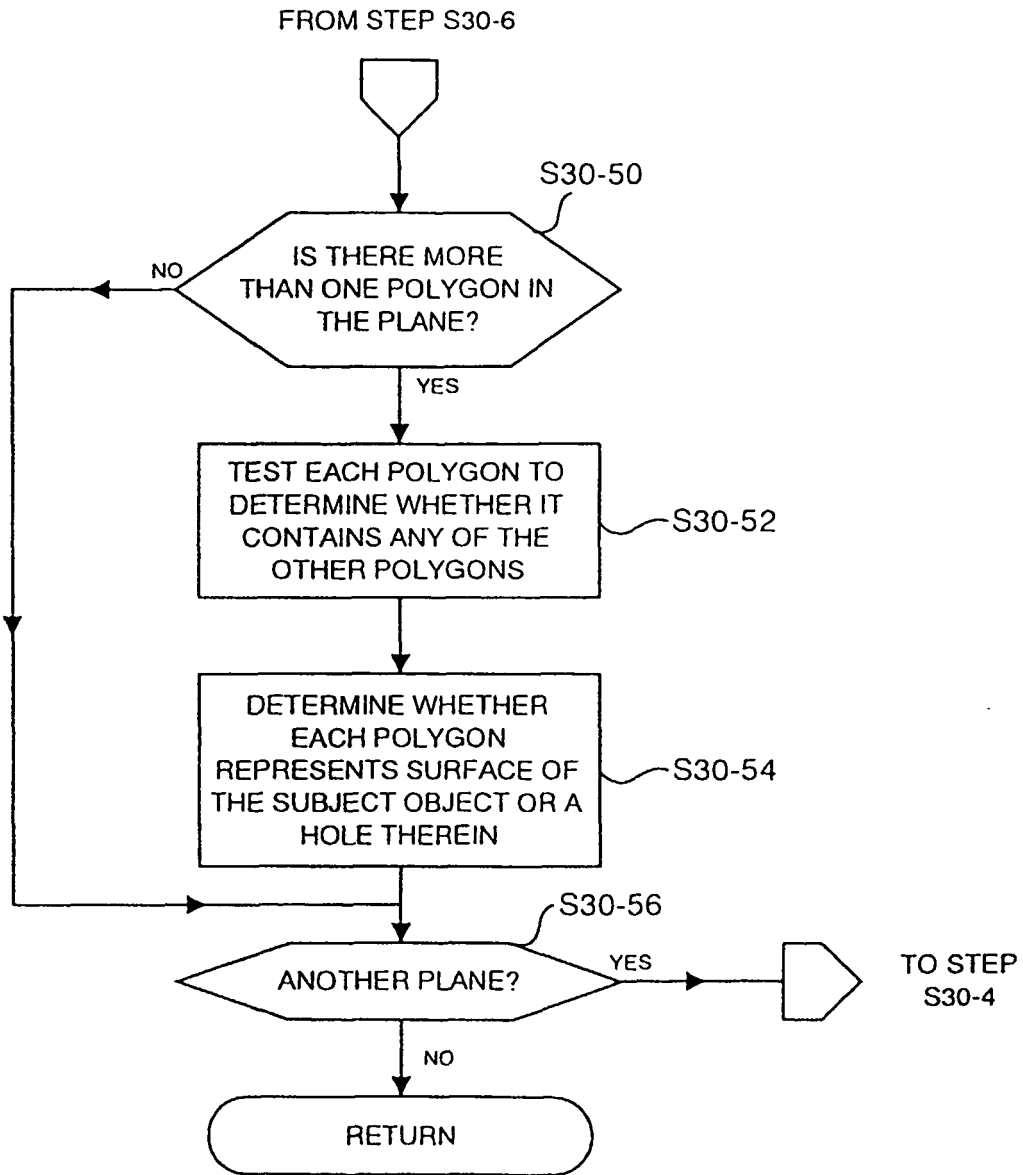 FROM STEP S30-6
S30-50
IS THERE MORE
THAN ONE POLYGON IN
THE PLANE?
NO
YES
TEST EACH POLYGON TO
DETERMINE WHETHER IT
CONTAINS ANY OF THE
OTHER POLYGONS
S30-52
DETERMINE WHETHER
EACH POLYGON
REPRESENTS SURFACE OF
THE SUBJECT OBJECT OR A
HOLE THEREIN
S30-54
S30-56
ANOTHER PLANE?
YES
TO STEP
S30-4
NO
RETURN